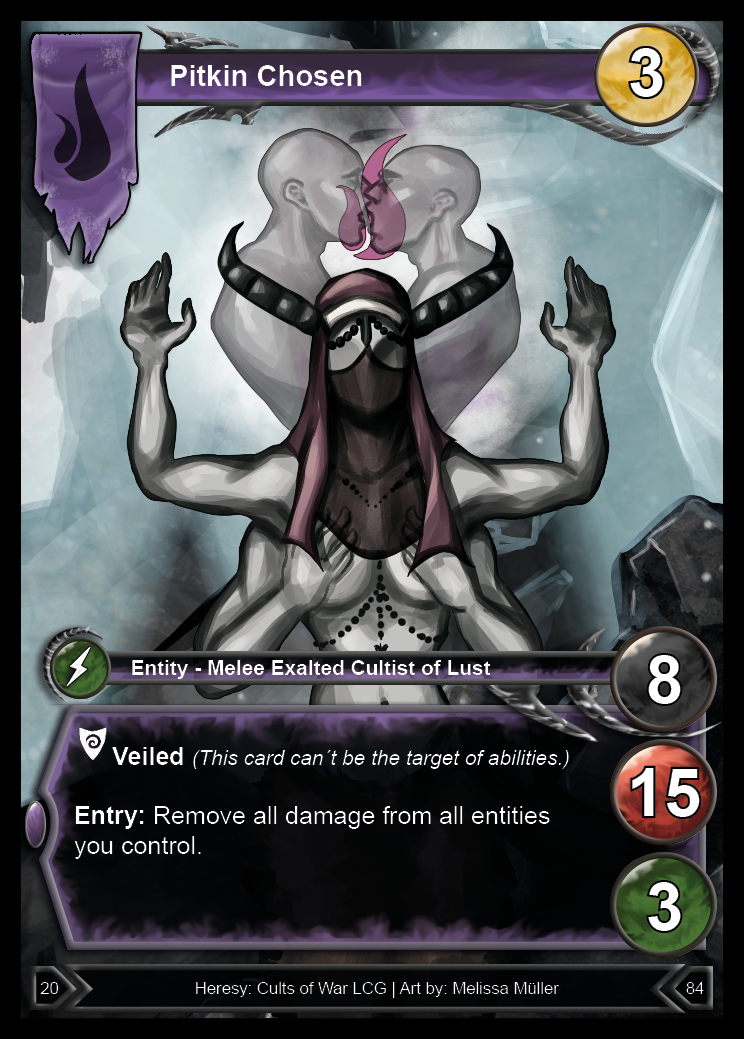 Pitkin Chosen
3
Entity - Melee Exalted Cultist of Lust
8
Veiled (This card can´t be the target of abilities.)
15
Entry: Remove all damage from all entities
you control.
3
20
Heresy: Cults of War LCG | Art by: Melissa Müller
84